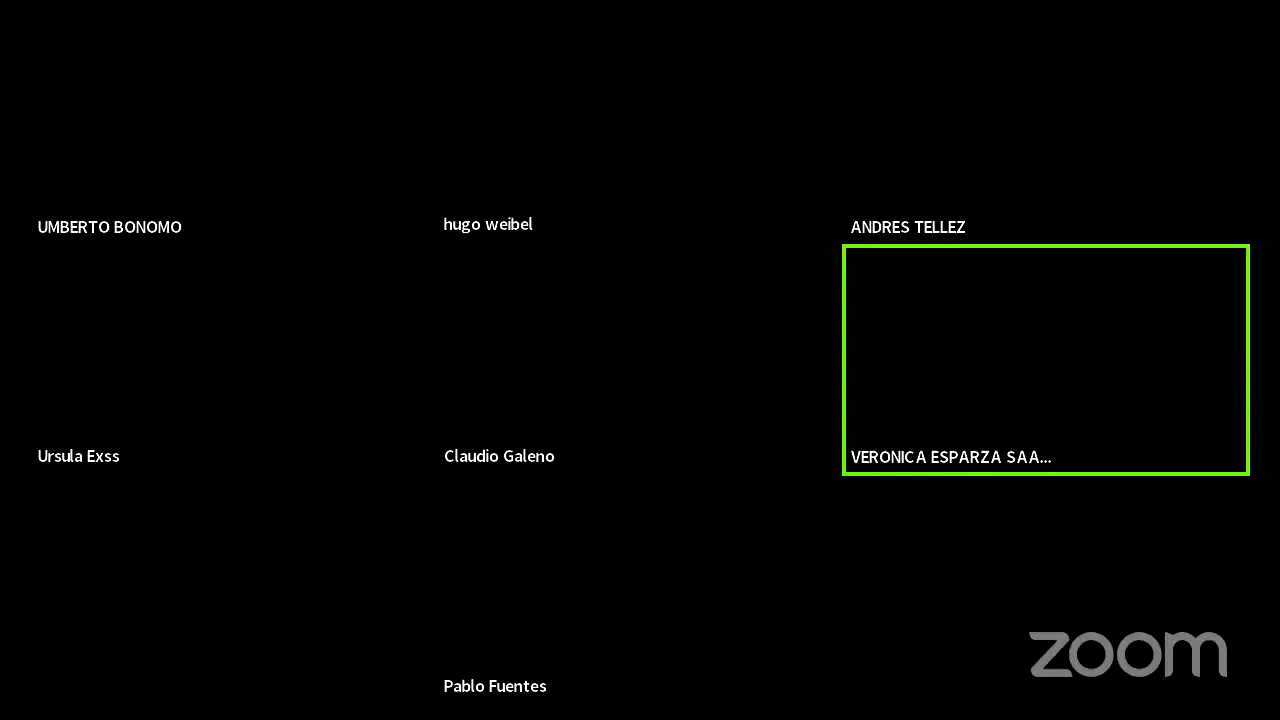 UMBERTO BONOMO
hugo weibel
ANDRES TELLEZ
Ursula Exss
Claudio Galeno
VERONICA ESPARZA SAA...
Pablo Fuentes
zoom